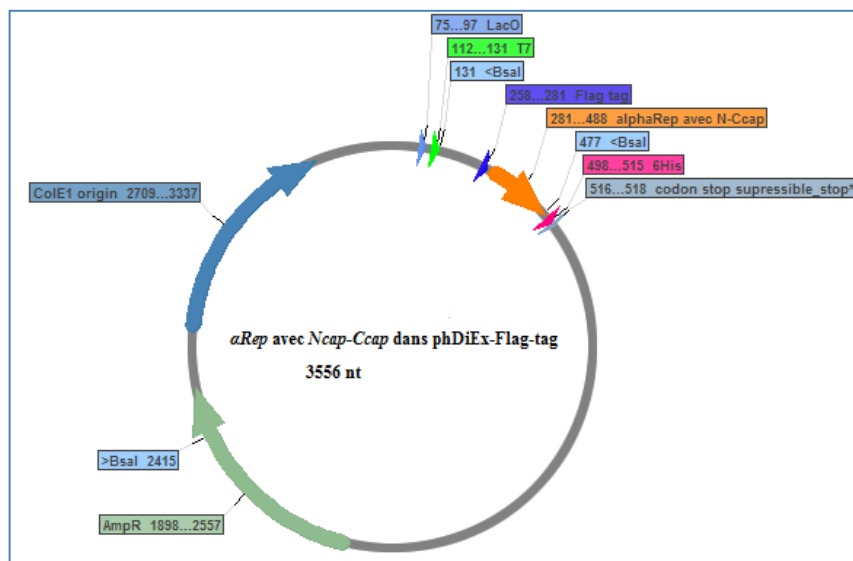 75...97 LacO
112...131 T7
131 <BsaI
258...281 Flag tag
281...488 alphaRep avec N-Ccap
477 <BsaI
498...515 6His
516...518 codon stop supressible_stop*
ColE1 origin 2709...3337
αRep avec Ncap-Ccap dans phDiEx-Flag-tag
3556 nt
>BsaI 2415
AmpR 1898...2557